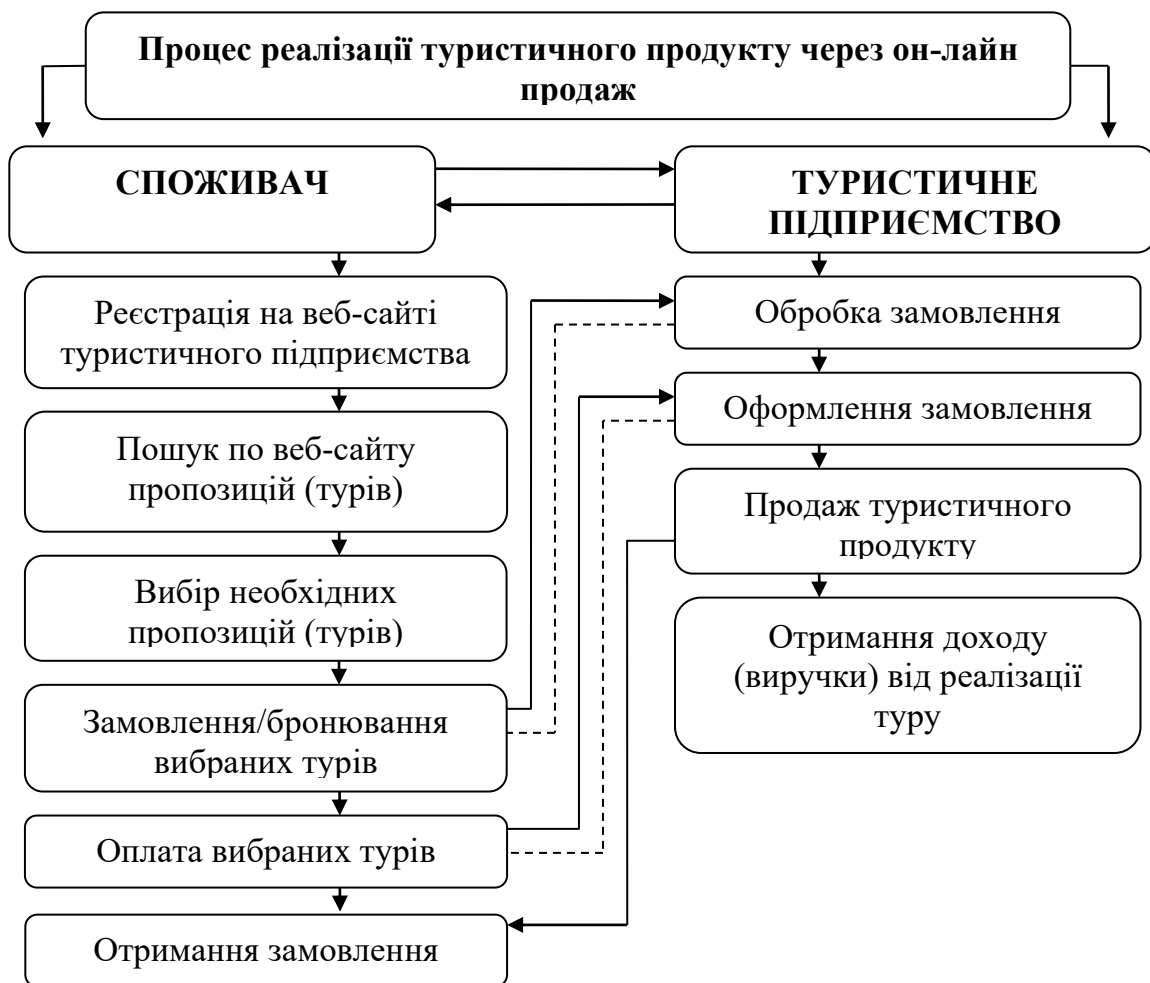 Процес реалізації туристичного продукту через он-лайн
продаж
СПОЖИВАЧ
ТУРИСТИЧНЕ
ПІДПРИЄМСТВО
Реєстрація на веб-сайті
туристичного підприємства
Пошук по веб-сайту
пропозицій (турів)
Вибір необхідних
пропозицій (турів)
Замовлення/бронювання
вибраних турів
Оплата вибраних турів
Отримання замовлення
Обробка замовлення
Оформлення замовлення
Продаж туристичного
продукту
Отримання доходу
(виручки) від реалізації
туру